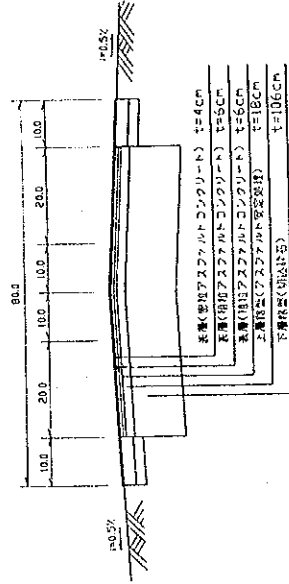 80.0
10.0 20.0 10.0 10.0 20.0 10.0
i=0.5%
i=0.5%
表層(密粒アスファルトコンクリート) t=4cm
表層(粗粒アスファルトコンクリート) t=6cm
表層(粗粒アスファルトコンクリート) t=6cm
上層路盤(アスファルト安定処理) t=18cm
下層路盤(切込砕石) t=106cm